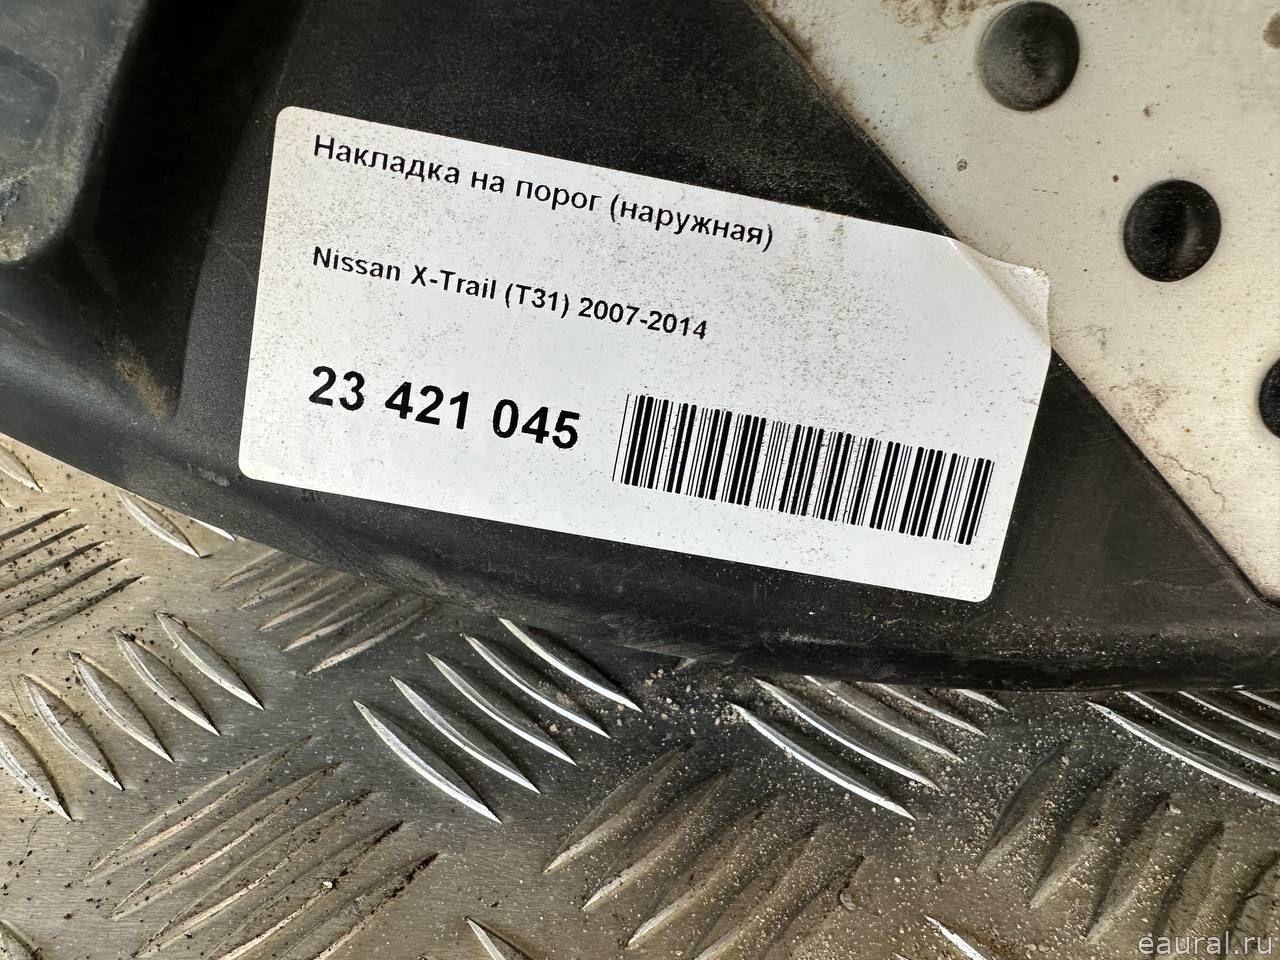 Накладка на порог (наружная)
Nissan X-Trail (T31) 2007-2014
23 421 045
eaural.ru